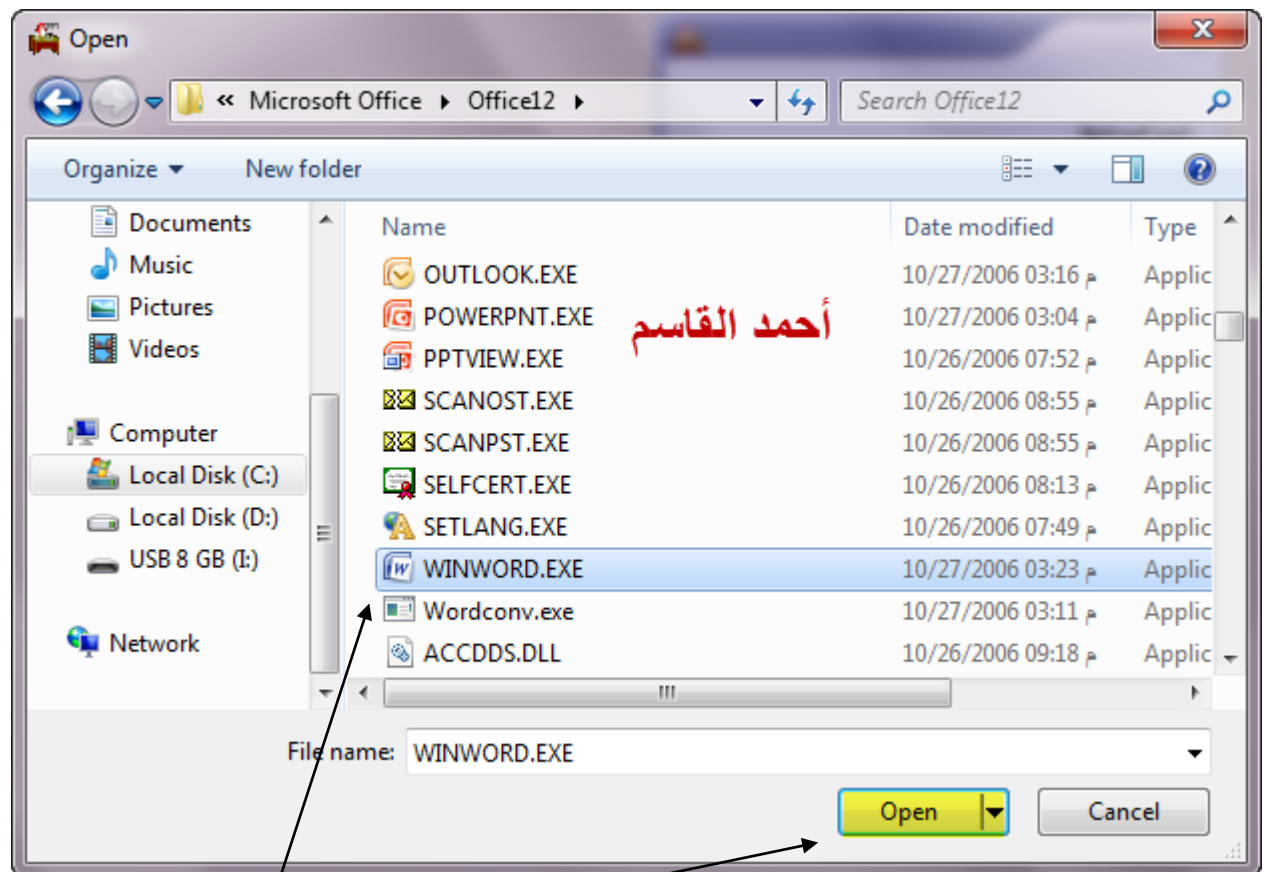 Open
« Microsoft Office Office12
Search Office12
Organize New folder
Documents
Music
Pictures
Videos
Computer
Local Disk (C:)
Local Disk (D:)
USB 8 GB (I:)
Network
Name Date modified Type
OUTLOOK.EXE 10/27/2006 03:16 م Applic
POWERPNT.EXE 10/27/2006 03:04 م Applic
أحمد القاسم
PPTVIEW.EXE 10/26/2006 07:52 م Applic
SCANOST.EXE 10/26/2006 08:55 م Applic
SCANPST.EXE 10/26/2006 08:55 م Applic
SELFCERT.EXE 10/26/2006 08:13 م Applic
SETLANG.EXE 10/26/2006 07:49 م Applic
WINWORD.EXE 10/27/2006 03:23 م Applic
Wordconv.exe 10/27/2006 03:11 م Applic
ACCDDS.DLL 10/26/2006 09:18 م Applic
File name: WINWORD.EXE
Open Cancel